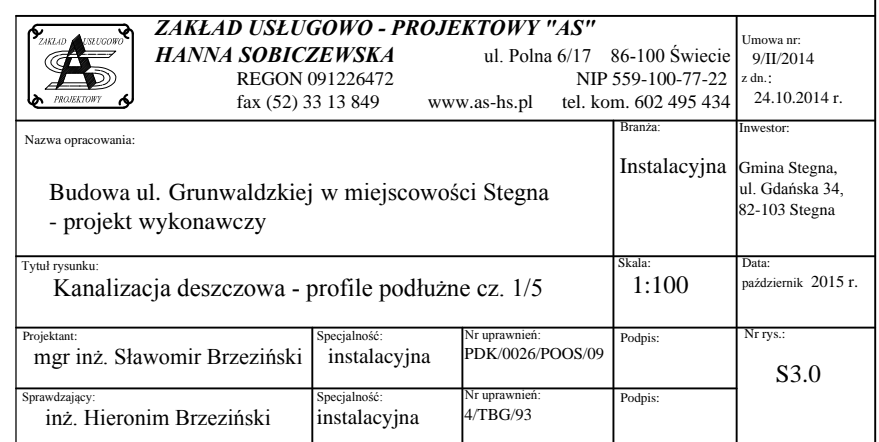 ZAKŁAD USŁUGOWO
AS
PROJEKTOWY
ZAKŁAD USŁUGOWO - PROJEKTOWY "AS"
HANNA SOBICZEWSKA ul. Polna 6/17 86-100 Świecie
REGON 091226472 NIP 559-100-77-22
fax (52) 33 13 849 www.as-hs.pl tel. kom. 602 495 434
Umowa nr:
9/II/2014
z dn.:
24.10.2014 r.
Nazwa opracowania:
Budowa ul. Grunwaldzkiej w miejscowości Stegna
- projekt wykonawczy
Branża:
Instalacyjna
Inwestor:
Gmina Stegna,
ul. Gdańska 34,
82-103 Stegna
Tytuł rysunku:
Kanalizacja deszczowa - profile podłużne cz. 1/5
Skala:
1:100
Data:
październik 2015 r.
Projektant:
mgr inż. Sławomir Brzeziński
Specjalność:
instalacyjna
Nr uprawnień:
PDK/0026/POOS/09
Podpis:
Nr rys.:
S3.0
Sprawdzający:
inż. Hieronim Brzeziński
Specjalność:
instalacyjna
Nr uprawnień:
4/TBG/93
Podpis: